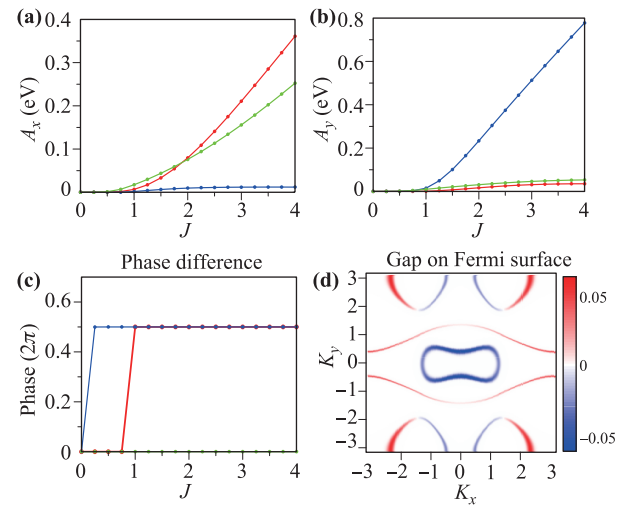 (a)
0.4
0.3
0.2
0.1
0
A_x (eV)
0 1 2 3 4
J
(b)
0.8
0.6
0.4
0.2
0
A_y (eV)
0 1 2 3 4
J
(c)
Phase difference
0.6
0.4
0.2
0
Phase (2π)
0 1 2 3 4
J
(d)
Gap on Fermi surface
3
2
1
0
−1
−2
−3
K_y
−3 −2 −1 0 1 2 3
K_x
0.05
0
−0.05